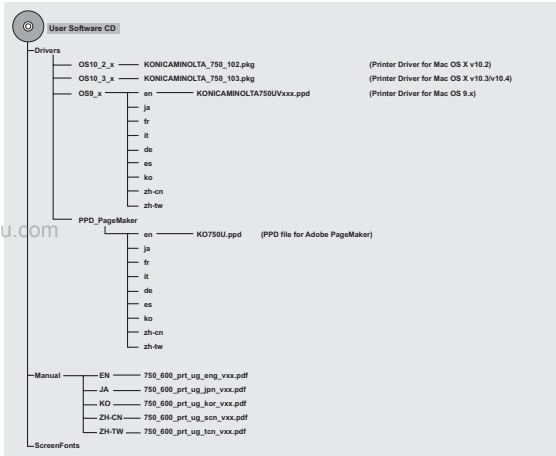 User Software CD
Drivers
OS10_2_x KONICAMINOLTA_750_102.pkg (Printer Driver for Mac OS X v10.2)
OS10_3_x KONICAMINOLTA_750_103.pkg (Printer Driver for Mac OS X v10.3/v10.4)
OS9_x en KONICAMINOLTA750UVxxx.ppd (Printer Driver for Mac OS 9.x)
ja
fr
it
de
es
ko
zh-cn
zh-tw
PPD_PageMaker
u.com
en KO750U.ppd (PPD file for Adobe PageMaker)
ja
fr
it
de
es
ko
zh-cn
zh-tw
Manual EN 750_600_prt_ug_eng_vxx.pdf
JA 750_600_prt_ug_jpn_vxx.pdf
KO 750_600_prt_ug_kor_vxx.pdf
ZH-CN 750_600_prt_ug_scn_vxx.pdf
ZH-TW 750_600_prt_ug_tcn_vxx.pdf
ScreenFonts